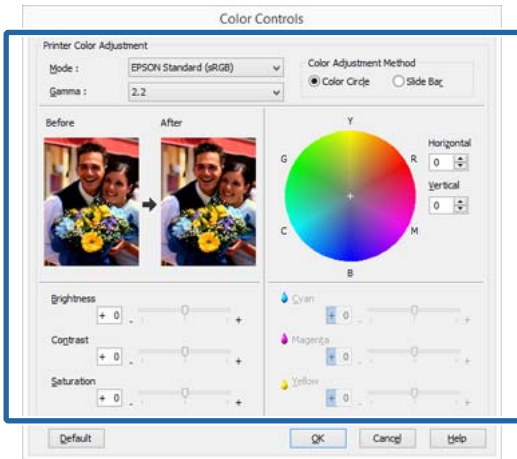 Color Controls
Printer Color Adjustment
Mode : EPSON Standard (sRGB)
Gamma : 2.2
Color Adjustment Method
Color Circle Slide Bar
Before After
Y
G R
C M
B
Horizontal
0
Vertical
0
Brightness
+ 0 - +
Contrast
+ 0 - +
Saturation
+ 0 - +
Cyan
+ 0 - +
Magenta
+ 0 - +
Yellow
+ 0 - +
Default OK Cancel Help